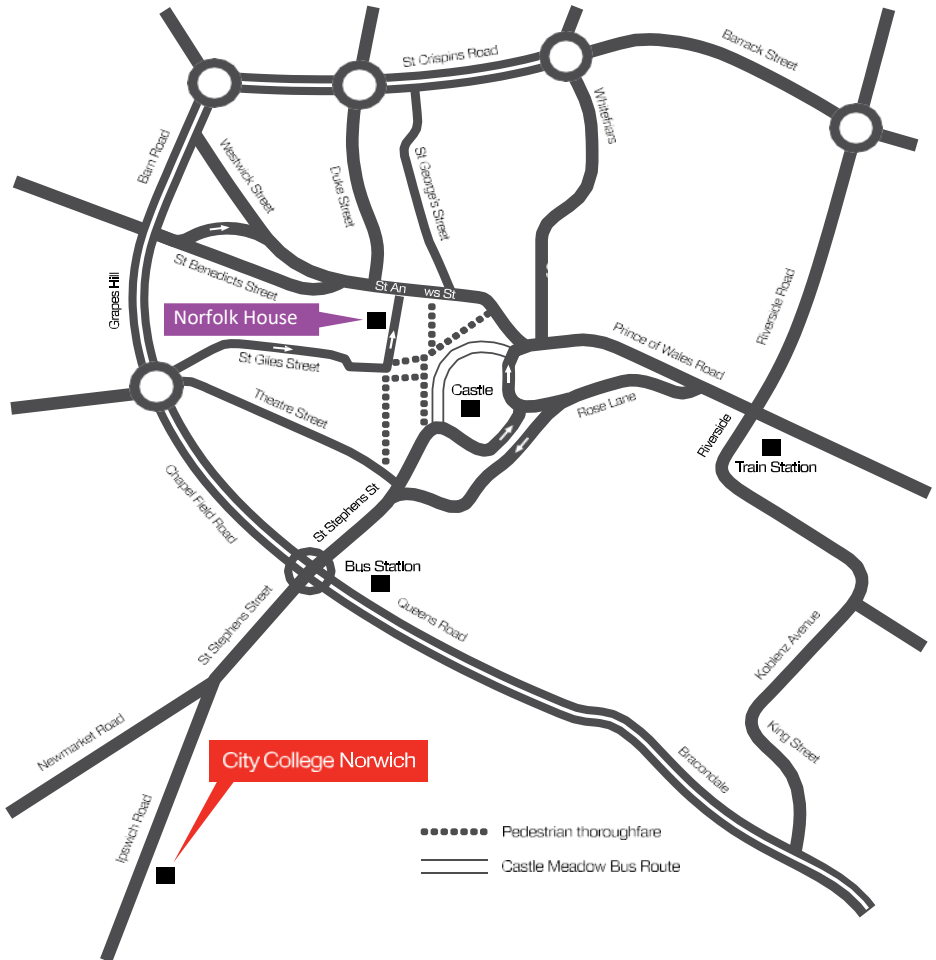 St Crispins Road
Barrack Street
Whitefriars
Barn Road
Westwick Street
Duke Street
St George's Street
St Benedicts Street
St An ws St
Grapes Hill
Norfolk House
Riverside Road
Prince of Wales Road
St Giles Street
Castle
Theatre Street
Rose Lane
Riverside
Train Station
Chapel Field Road
St Stephens St
Bus Station
Queens Road
St Stephens Street
Koblenz Avenue
Newmarket Road
King Street
City College Norwich
Bracondale
Ipswich Road
Pedestrian thoroughfare
Castle Meadow Bus Route